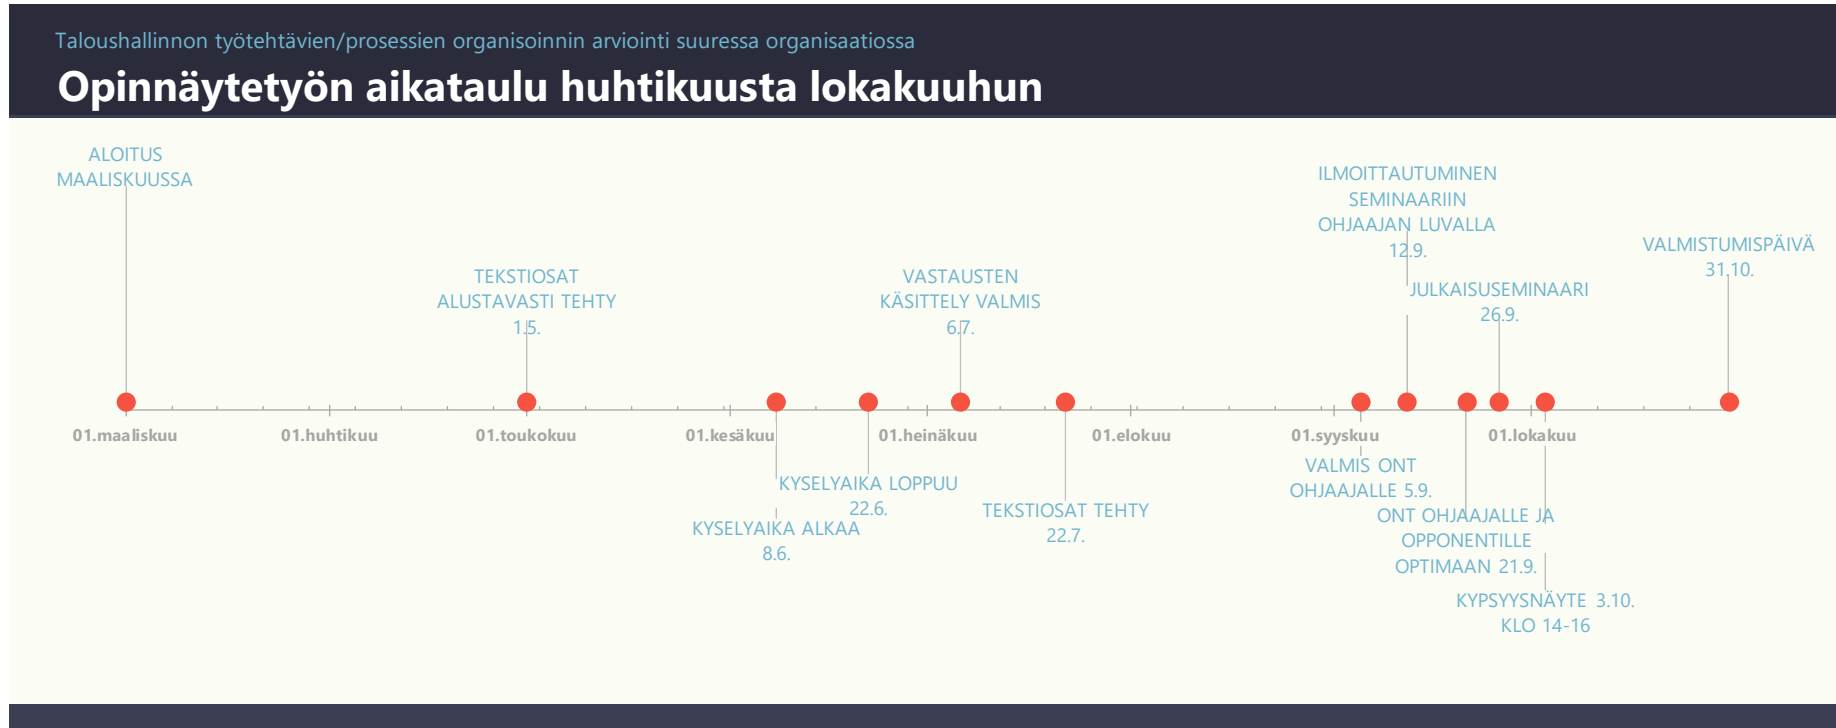 Taloushallinnon työtehtävien/prosessien organisoinnin arviointi suuressa organisaatiossa
Opinnäytetyön aikataulu huhtikuusta lokakuuhun
ALOITUS
MAALISKUUSSA
TEKSTIOSAT
ALUSTAVASTI TEHTY
1.5.
VASTAUSTEN
KÄSITTELY VALMIS
6.7.
ILMOITTAUTUMINEN
SEMINAARIIN
OHJAAJAN LUVALLA
12.9.
JULKAISUSEMINAARI
26.9.
VALMISTUMISPÄIVÄ
31.10.
01.maaliskuu
01.huhtikuu
01.toukokuu
01.kesäkuu
01.heinäkuu
01.elokuu
01.syyskuu
01.lokakuu
KYSELYAIKA ALKAA
8.6.
KYSELYAIKA LOPPUU
22.6.
TEKSTIOSAT TEHTY
22.7.
VALMIS ONT
OHJAAJALLE 5.9.
ONT OHJAAJALLE JA
OPPONENTILLE
OPTIMAAN 21.9.
KYPSYYSNÄYTE 3.10.
KLO 14-16